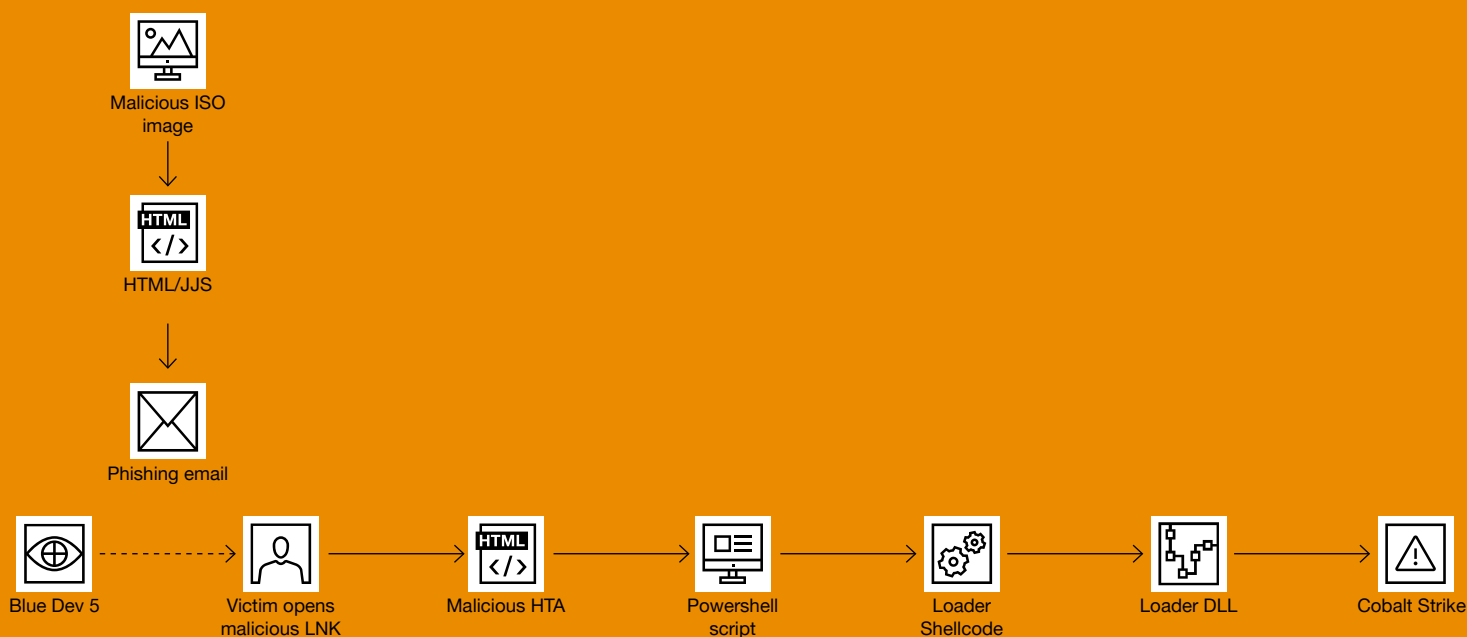 Malicious ISO
image
HTML
</>
HTML/JJS
Phishing email
Blue Dev 5
Victim opens
malicious LNK
HTML
</>
Malicious HTA
Powershell
script
Loader
Shellcode
Loader DLL
Cobalt Strike